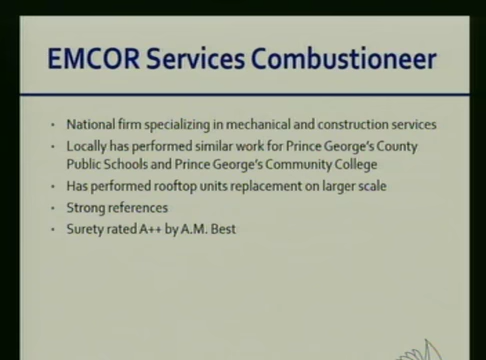 EMCOR Services Combustioneer
• National firm specializing in mechanical and construction services
• Locally has performed similar work for Prince George's County
Public Schools and Prince George's Community College
• Has performed rooftop units replacement on larger scale
• Strong references
• Surety rated A++ by A.M. Best